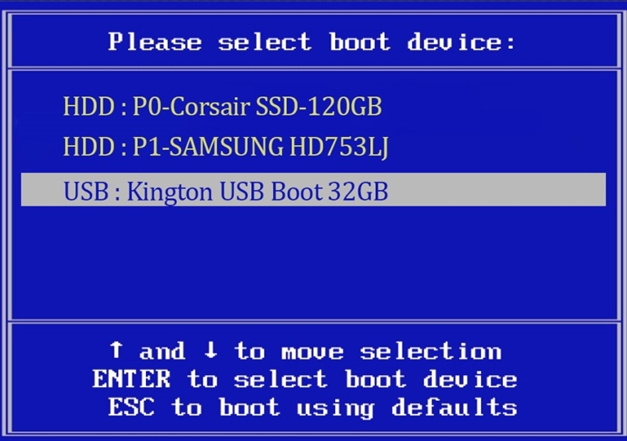 Please select boot device:
HDD : P0-Corsair SSD-120GB
HDD : P1-SAMSUNG HD753LJ
USB : Kington USB Boot 32GB
↑ and ↓ to move selection
ENTER to select boot device
ESC to boot using defaults